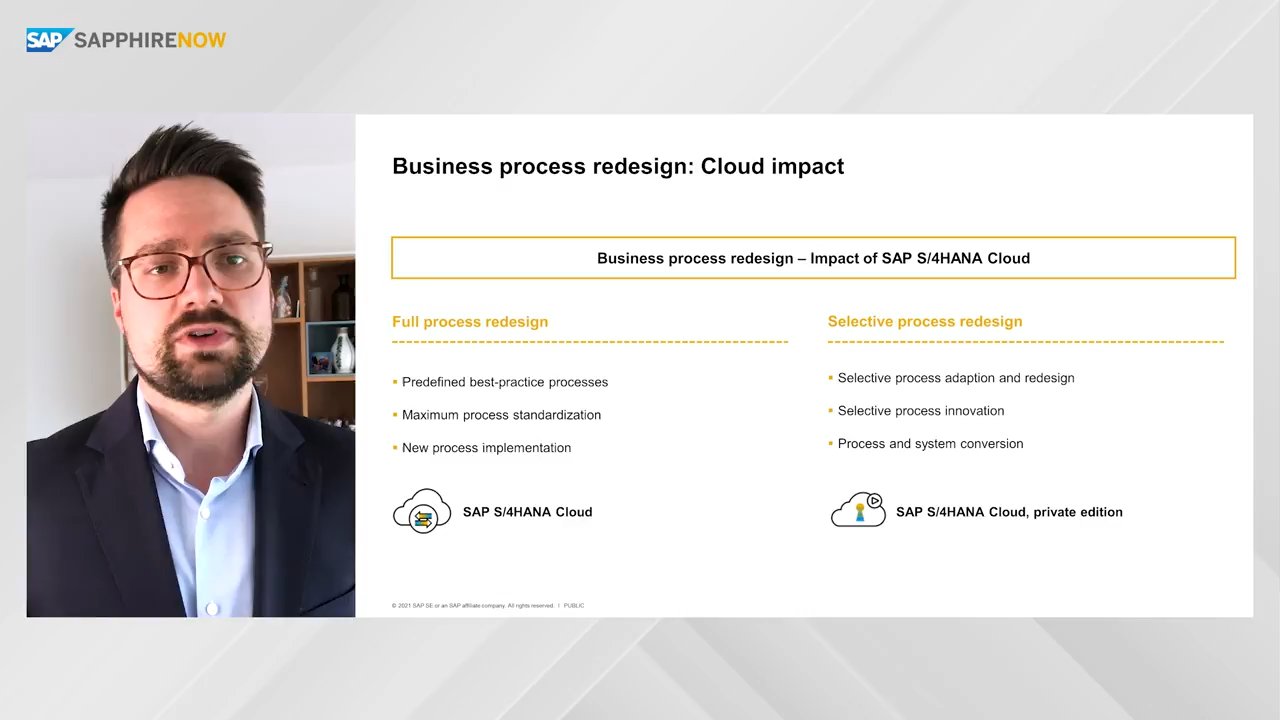 SAP SAPPHIRENOW
Business process redesign: Cloud impact
Business process redesign – Impact of SAP S/4HANA Cloud
Full process redesign
▪ Predefined best-practice processes
▪ Maximum process standardization
▪ New process implementation
SAP S/4HANA Cloud
Selective process redesign
▪ Selective process adaption and redesign
▪ Selective process innovation
▪ Process and system conversion
SAP S/4HANA Cloud, private edition
© 2021 SAP SE or an SAP affiliate company. All rights reserved. | PUBLIC